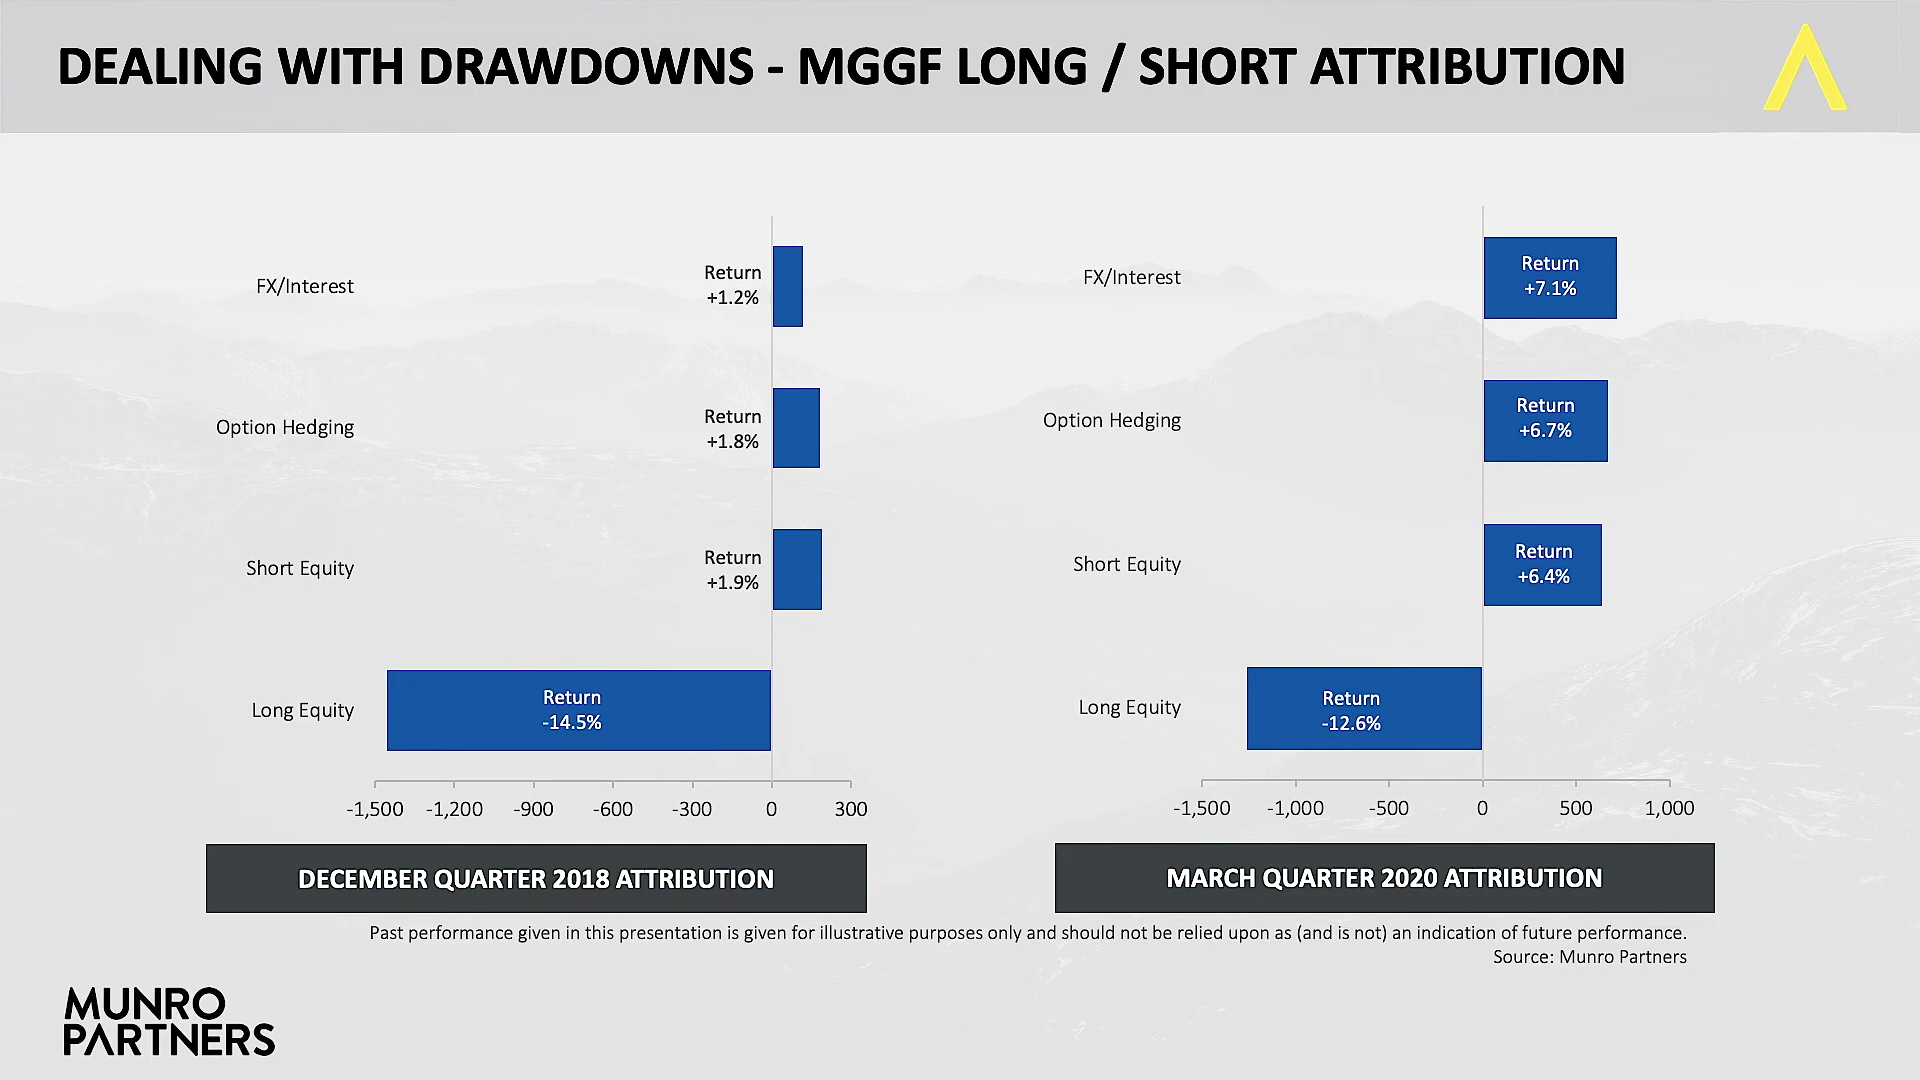 DEALING WITH DRAWDOWNS - MGGF LONG / SHORT ATTRIBUTION
FX/Interest
Return
+1.2%
Option Hedging
Return
+1.8%
Short Equity
Return
+1.9%
Long Equity
Return
-14.5%
-1,500 -1,200 -900 -600 -300 0 300
DECEMBER QUARTER 2018 ATTRIBUTION
FX/Interest
Return
+7.1%
Option Hedging
Return
+6.7%
Short Equity
Return
+6.4%
Long Equity
Return
-12.6%
-1,500 -1,000 -500 0 500 1,000
MARCH QUARTER 2020 ATTRIBUTION
Past performance given in this presentation is given for illustrative purposes only and should not be relied upon as (and is not) an indication of future performance.
Source: Munro Partners
MUNRO
PARTNERS